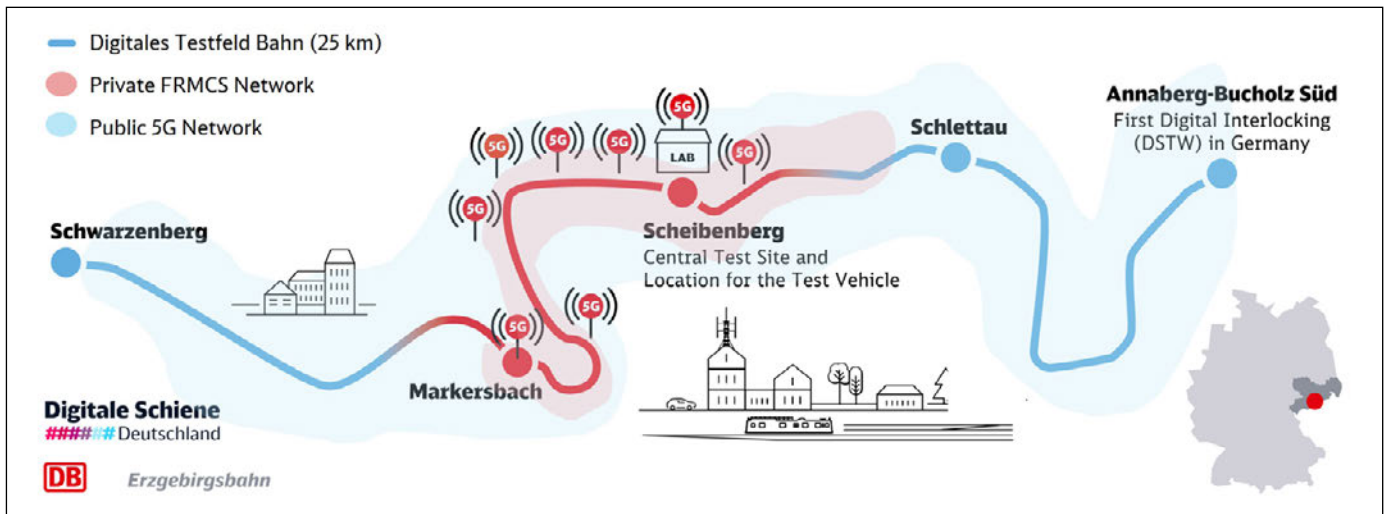 Digitales Testfeld Bahn (25 km)
Private FRMCS Network
Public 5G Network
5G
5G
5G
5G
LAB
5G
5G
5G
5G
Schwarzenberg
Markersbach
Scheibenberg
Central Test Site and
Location for the Test Vehicle
Schlettau
Annaberg-Bucholz Süd
First Digital Interlocking
(DSTW) in Germany
Digitale Schiene
###### Deutschland
DB
Erzgebirgsbahn